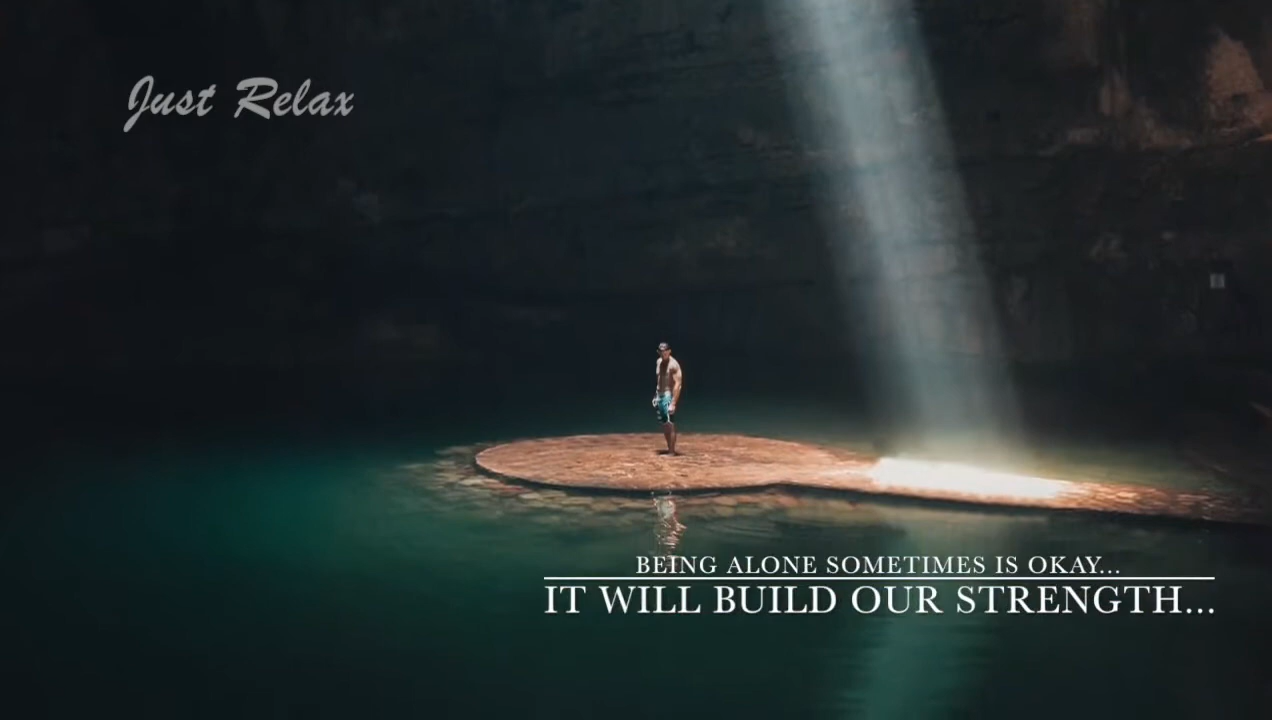 Just Relax
BEING ALONE SOMETIMES IS OKAY...
IT WILL BUILD OUR STRENGTH...